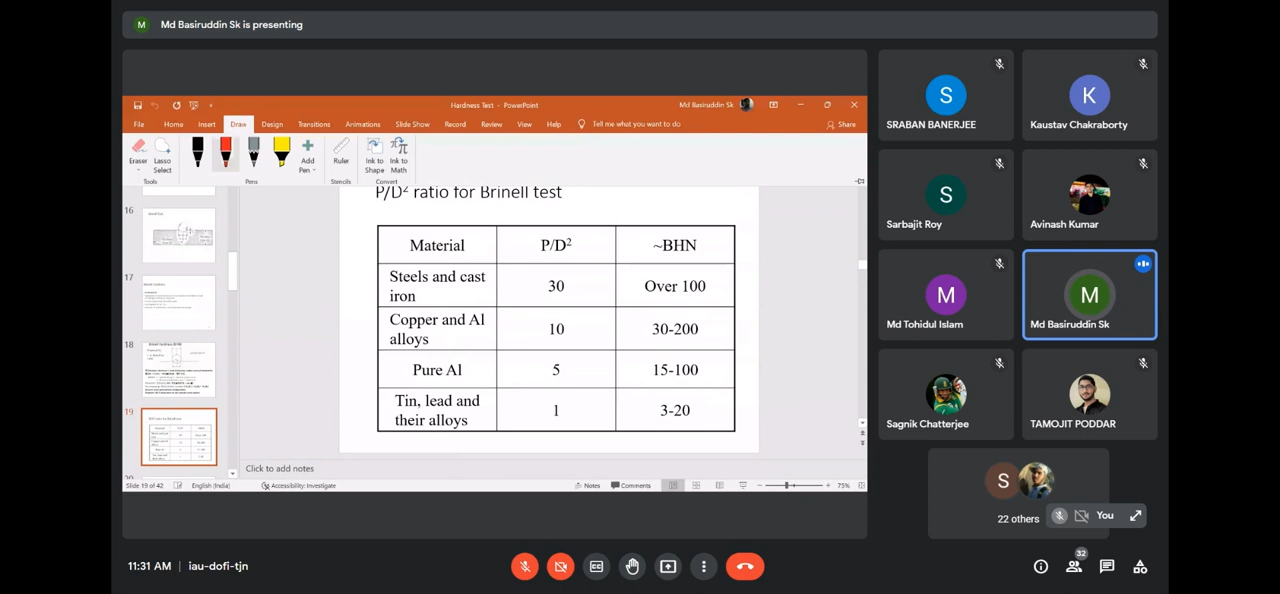 M Md Basiruddin Sk is presenting
Hardness Test - PowerPoint
Md Basiruddin Sk
File Home Insert Draw Design Transitions Animations Slide Show Record Review View Help Tell me what you want to do Share
Eraser
Lasso Select
Add Pen
Ruler
Ink to Shape
Ink to Math
Tools Pens Stencils Convert
16
17
18
19
20
P/D² ratio for Brinell test
Material P/D² ~BHN
Steels and cast iron 30 Over 100
Copper and Al alloys 10 30-200
Pure Al 5 15-100
Tin, lead and their alloys 1 3-20
Click to add notes
Slide 19 of 42 English (India) Accessibility: Investigate Notes Comments 75%
S
SRABAN BANERJEE
K
Kaustav Chakraborty
S
Sarbajit Roy
Avinash Kumar
M
Md Tohidul Islam
M
Md Basiruddin Sk
Sagnik Chatterjee
TAMOJIT PODDAR
S
22 others
You
11:31 AM | iau-dofi-tjn
32